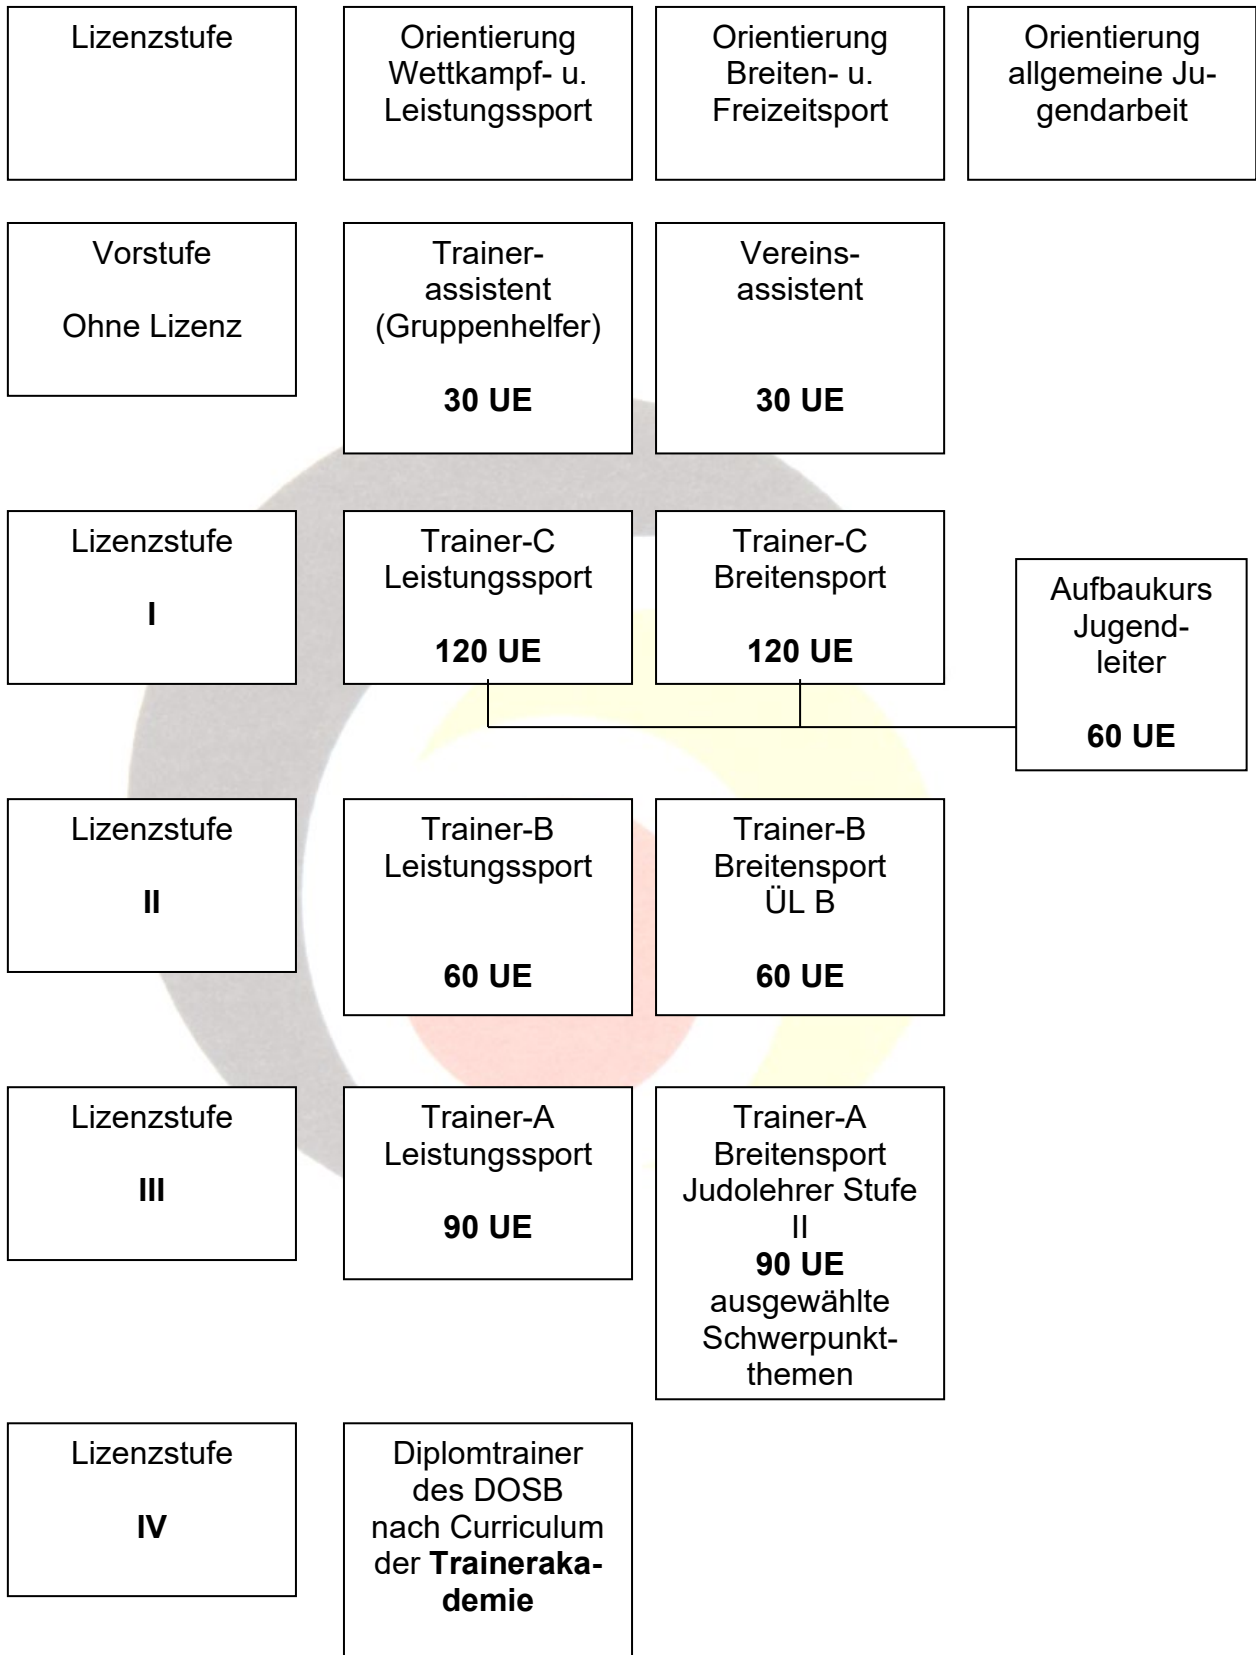 Lizenzstufe
Orientierung
Wettkampf- u.
Leistungssport
Orientierung
Breiten- u.
Freizeitsport
Orientierung
allgemeine Ju-
gendarbeit
Vorstufe
Ohne Lizenz
Trainer-
assistent
(Gruppenhelfer)
30 UE
Vereins-
assistent
30 UE
Lizenzstufe
I
Trainer-C
Leistungssport
120 UE
Trainer-C
Breitensport
120 UE
Aufbaukurs
Jugend-
leiter
60 UE
Lizenzstufe
II
Trainer-B
Leistungssport
60 UE
Trainer-B
Breitensport
ÜL B
60 UE
Lizenzstufe
III
Trainer-A
Leistungssport
90 UE
Trainer-A
Breitensport
Judolehrer Stufe
II
90 UE
ausgewählte
Schwerpunkt-
themen
Lizenzstufe
IV
Diplomtrainer
des DOSB
nach Curriculum
der Traineraka-
demie